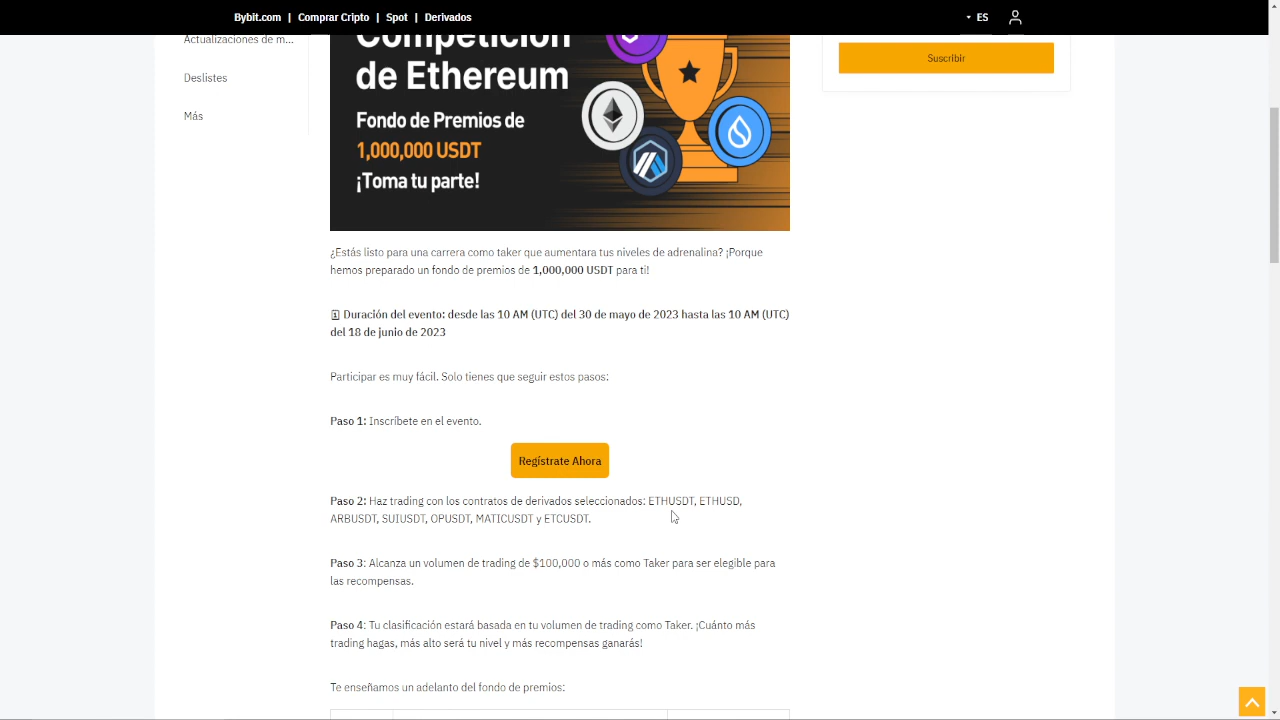 Bybit.com | Comprar Cripto | Spot | Derivados
ES
Actualizaciones de m...
Deslistes
Más
Competición
de Ethereum
Fondo de Premios de
1,000,000 USDT
¡Toma tu parte!
Suscribir
¿Estás listo para una carrera como taker que aumentara tus niveles de adrenalina? ¡Porque
hemos preparado un fondo de premios de 1,000,000 USDT para ti!
Duración del evento: desde las 10 AM (UTC) del 30 de mayo de 2023 hasta las 10 AM (UTC)
del 18 de junio de 2023
Participar es muy fácil. Solo tienes que seguir estos pasos:
Paso 1: Inscríbete en el evento.
Regístrate Ahora
Paso 2: Haz trading con los contratos de derivados seleccionados: ETHUSDT, ETHUSD,
ARBUSDT, SUIUSDT, OPUSDT, MATICUSDT y ETCUSDT.
Paso 3: Alcanza un volumen de trading de $100,000 o más como Taker para ser elegible para
las recompensas.
Paso 4: Tu clasificación estará basada en tu volumen de trading como Taker. ¡Cuánto más
trading hagas, más alto será tu nivel y más recompensas ganarás!
Te enseñamos un adelanto del fondo de premios: